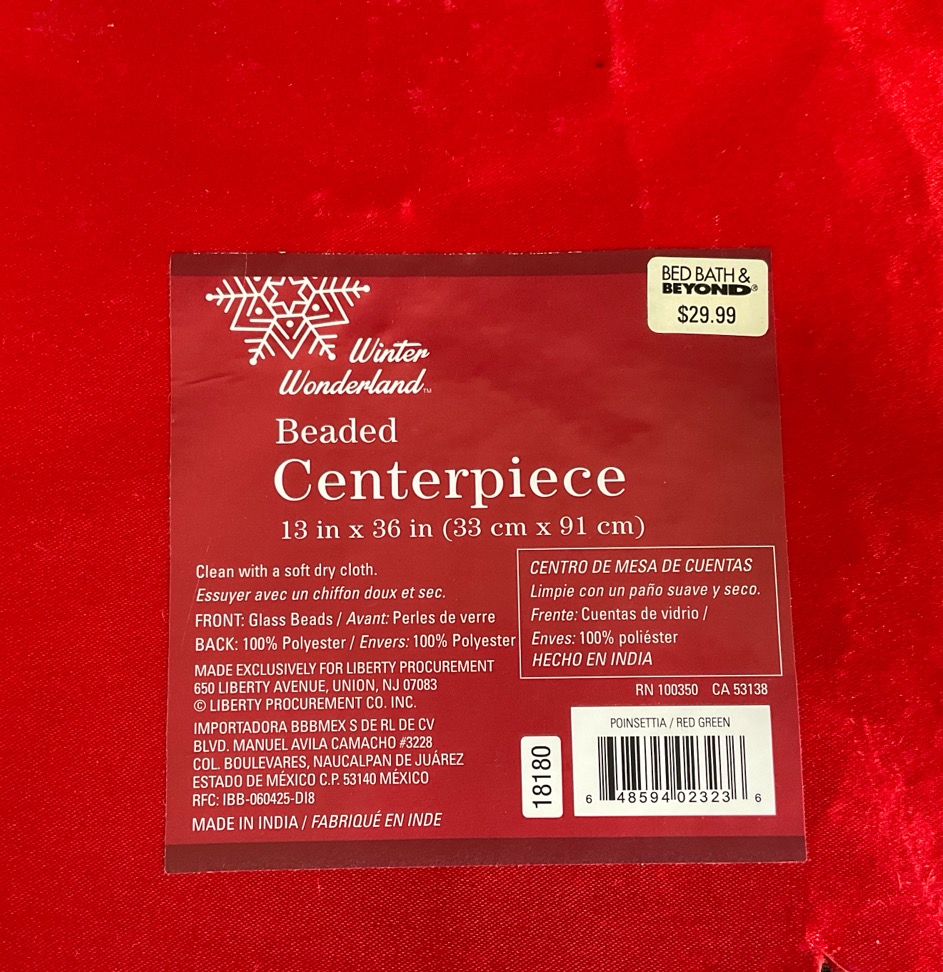 BED BATH &
BEYOND®
$29.99
Winter
Wonderland™
Beaded
Centerpiece
13 in x 36 in (33 cm x 91 cm)
Clean with a soft dry cloth.
Essuyer avec un chiffon doux et sec.
FRONT: Glass Beads / Avant: Perles de verre
BACK: 100% Polyester / Envers: 100% Polyester
MADE EXCLUSIVELY FOR LIBERTY PROCUREMENT
650 LIBERTY AVENUE, UNION, NJ 07083
© LIBERTY PROCUREMENT CO. INC.
IMPORTADORA BBBMEX S DE RL DE CV
BLVD. MANUEL AVILA CAMACHO #3228
COL. BOULEVARES, NAUCALPAN DE JUÁREZ
ESTADO DE MÉXICO C.P. 53140 MÉXICO
RFC: IBB-060425-DI8
MADE IN INDIA / FABRIQUÉ EN INDE
CENTRO DE MESA DE CUENTAS
Limpie con un paño suave y seco.
Frente: Cuentas de vidrio /
Enves: 100% poliéster
HECHO EN INDIA
RN 100350 CA 53138
18180
POINSETTIA / RED GREEN
6 48594 02323 6